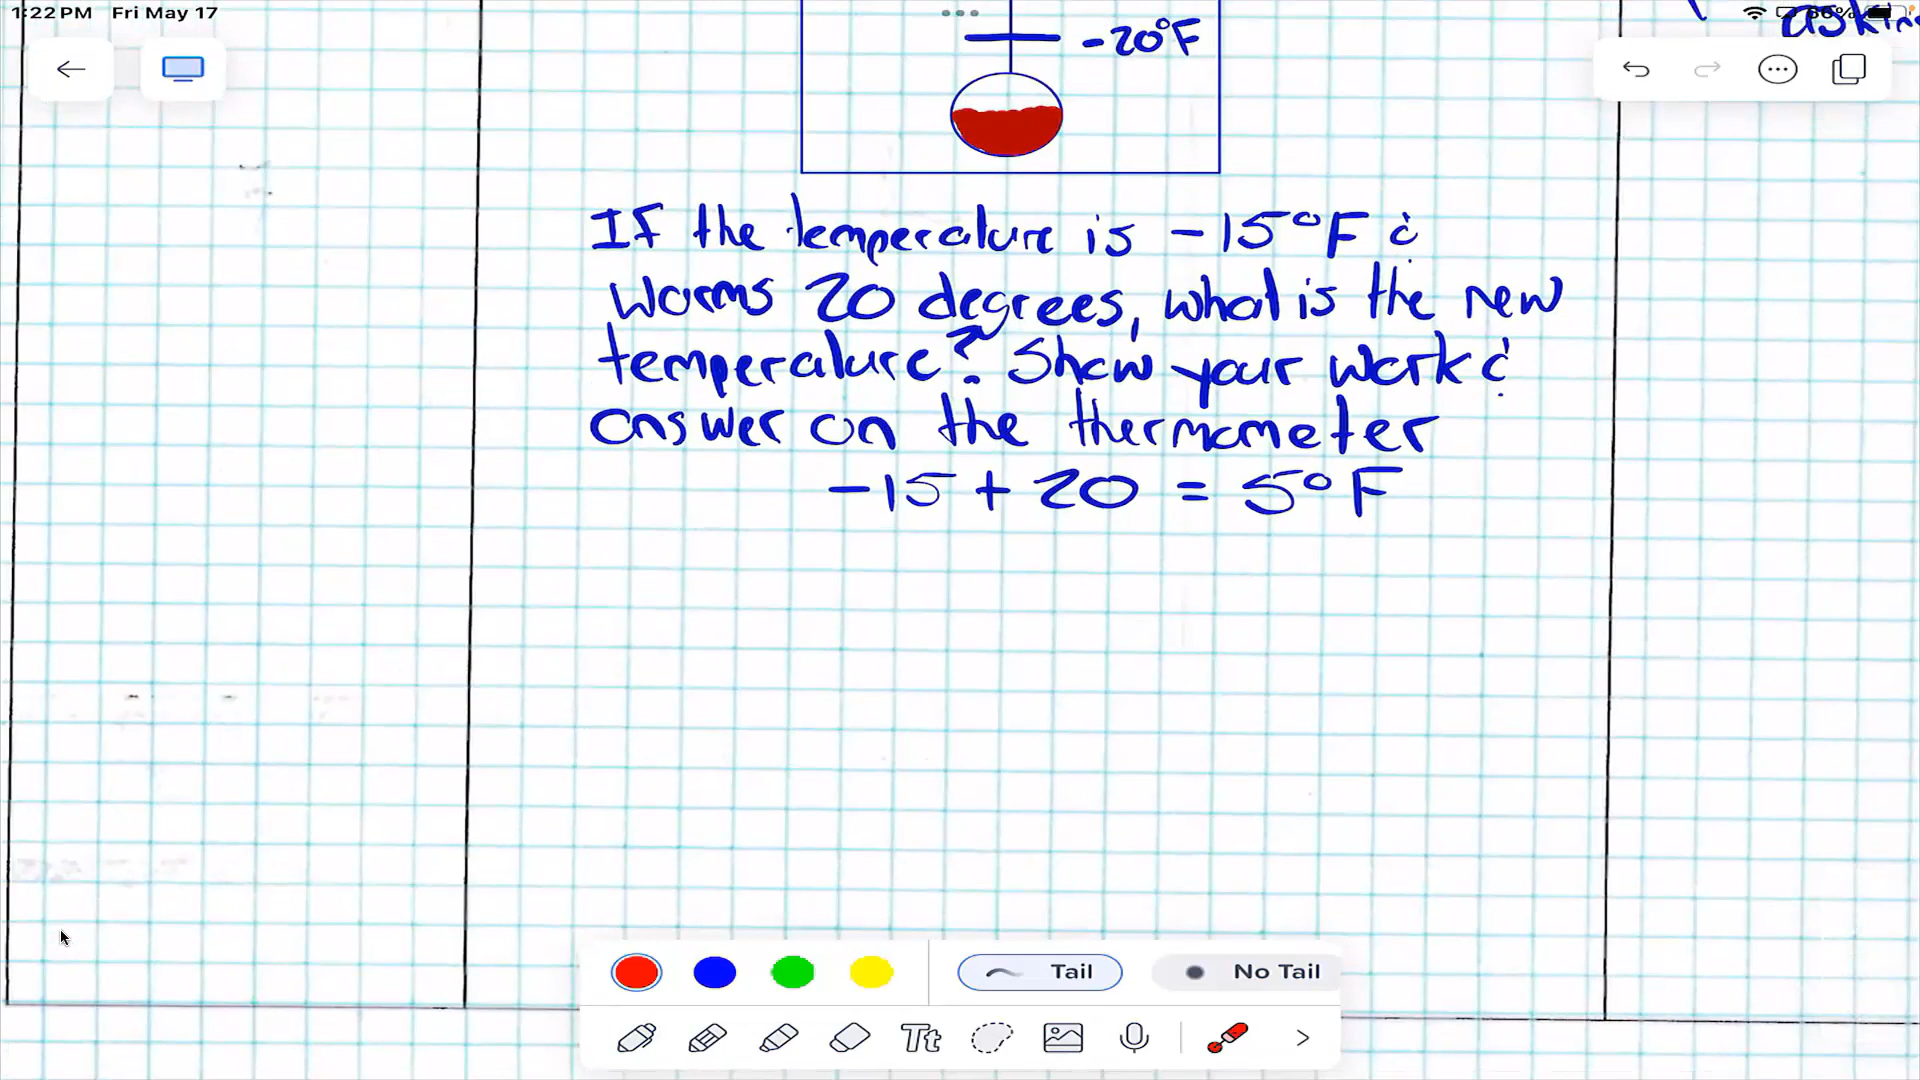 1:22 PM Fri May 17
-20°F
If the temperature is -15°F &
warms 20 degrees, what is the new
temperature? Show your work &
answer on the thermometer
-15 + 20 = 5° F
Tail
No Tail
Tt